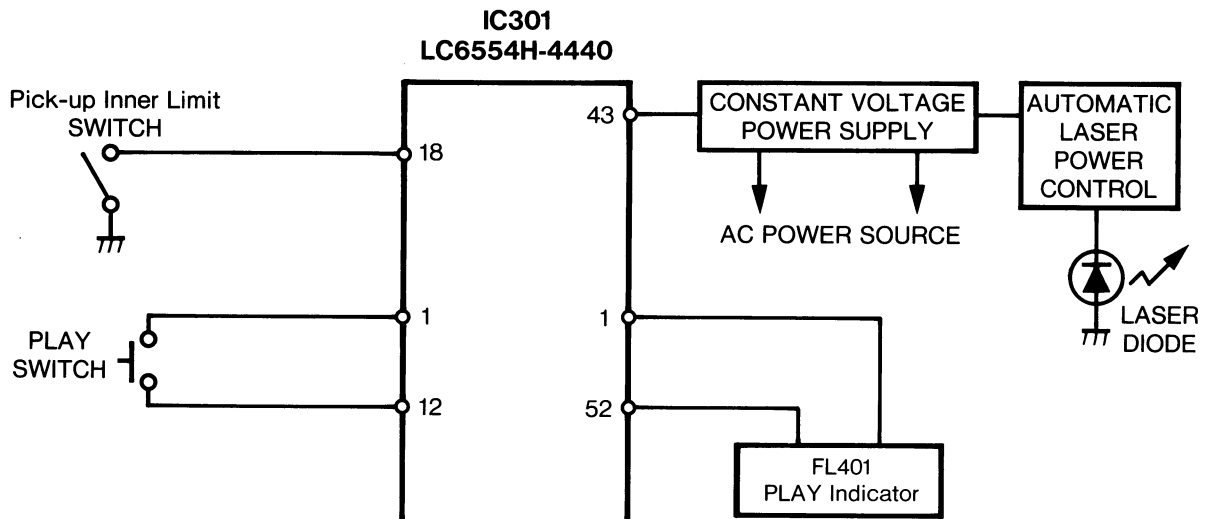 IC301
LC6554H-4440
Pick-up Inner Limit
SWITCH
18
43
CONSTANT VOLTAGE
POWER SUPPLY
AUTOMATIC
LASER
POWER
CONTROL
AC POWER SOURCE
LASER
DIODE
PLAY
SWITCH
1
12
1
52
FL401
PLAY Indicator